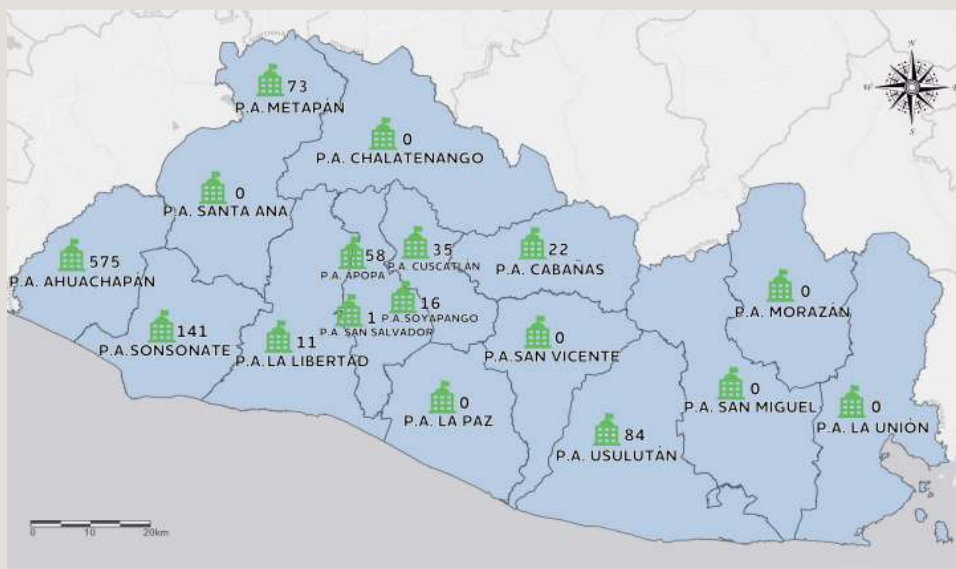 N
W
E
S
73
P.A. METAPÁN
0
P.A. CHALATENANGO
0
P.A. SANTA ANA
575
P.A. AHUACHAPÁN
58
P.A. APOPA
35
P.A. CUSCATLÁN
22
P.A. CABAÑAS
141
P.A.SONSONATE
11
P.A.LA LIBERTAD
1
P.A. SAN SALVADOR
16
P.A.SOYAPANGO
0
P.A.SAN VICENTE
0
P.A. MORAZÁN
0
P.A. LA PAZ
84
P.A. USULUTÁN
0
P.A. SAN MIGUEL
0
P.A. LA UNIÓN
0 10 20km